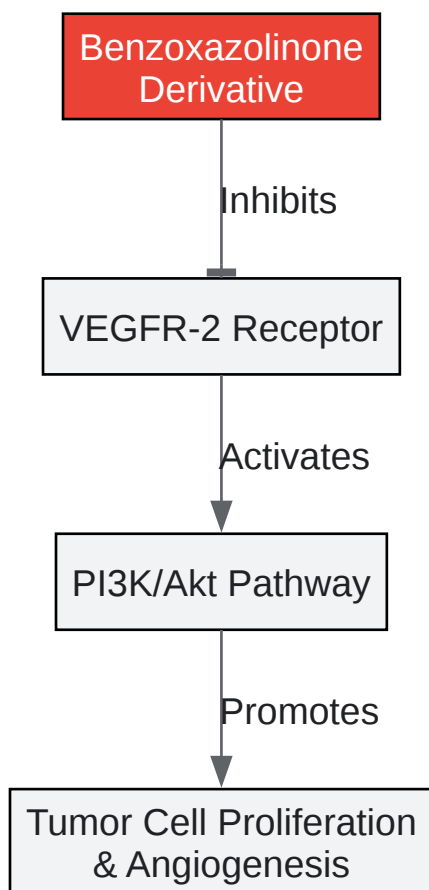 Benzoxazolinone
Derivative
Inhibits
VEGFR-2 Receptor
Activates
PI3K/Akt Pathway
Promotes
Tumor Cell Proliferation
& Angiogenesis